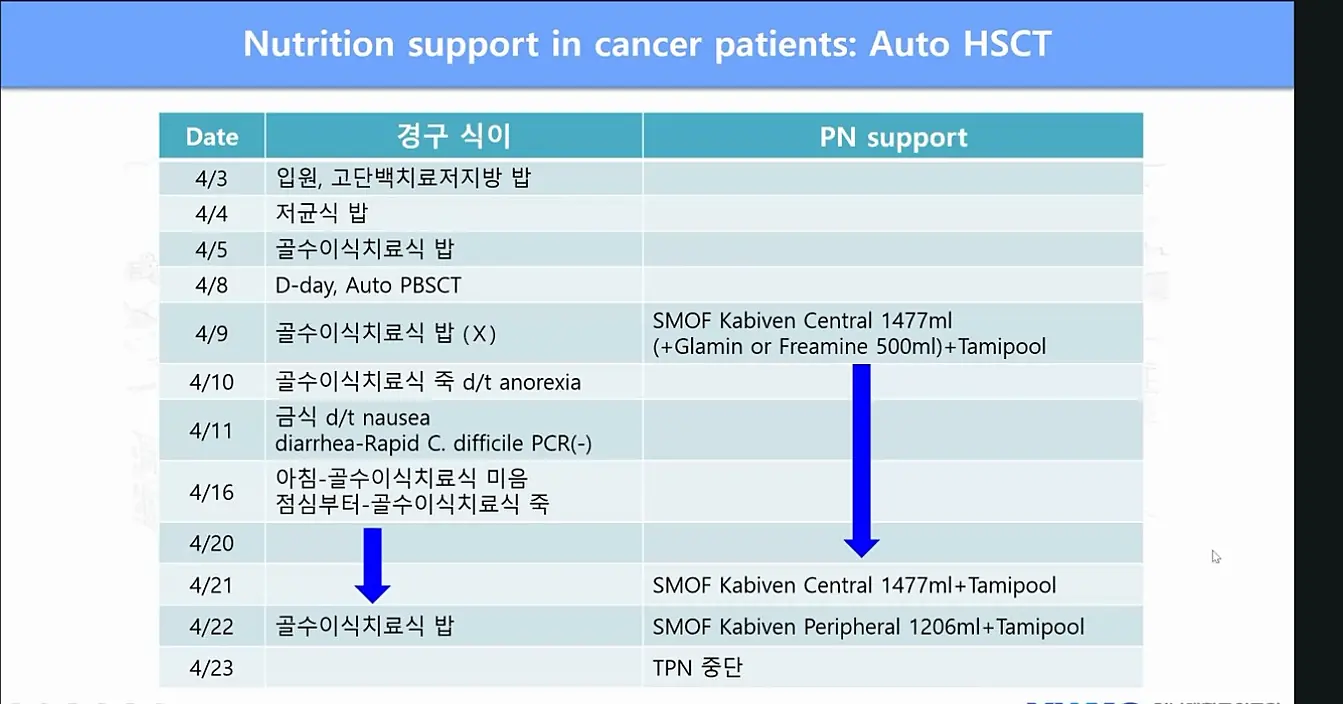 Nutrition support in cancer patients: Auto HSCT
Date 경구 식이 PN support
4/3 입원, 고단백치료저지방 밥
4/4 저균식 밥
4/5 골수이식치료식 밥
4/8 D-day, Auto PBSCT
4/9 골수이식치료식 밥 (X) SMOF Kabiven Central 1477ml
(+Glamin or Freamine 500ml)+Tamipool
4/10 골수이식치료식 죽 d/t anorexia
4/11 금식 d/t nausea
diarrhea-Rapid C. difficile PCR(-)
4/16 아침-골수이식치료식 미음
점심부터-골수이식치료식 죽
4/20
4/21 SMOF Kabiven Central 1477ml+Tamipool
4/22 골수이식치료식 밥 SMOF Kabiven Peripheral 1206ml+Tamipool
4/23 TPN 중단